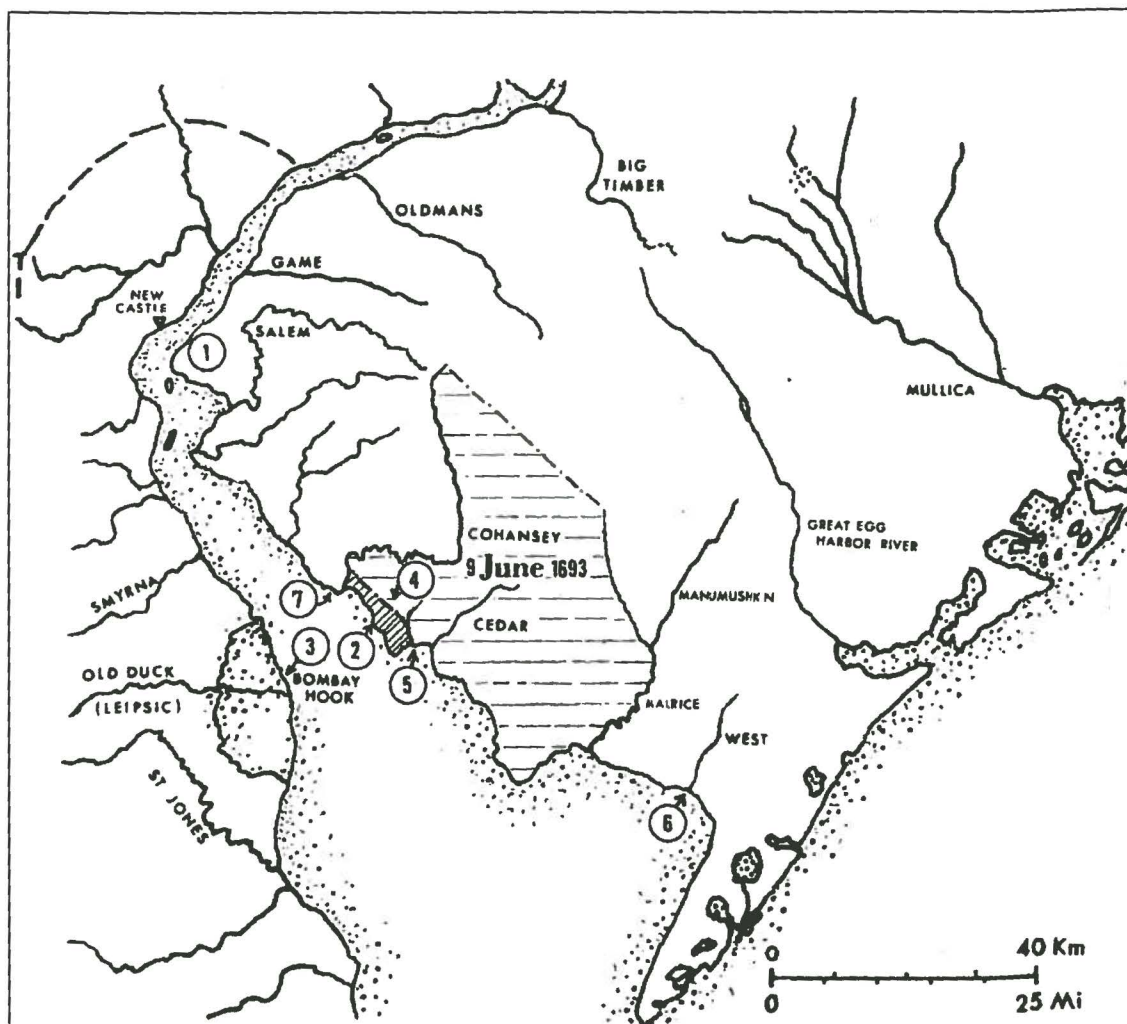 BIG
TIMBER
OLDMANS
GAME
NEW
CASTLE
SALEM
1
MULLICA
COHANSEY
9 June 1693
GREAT EGG
HARBOR RIVER
SMYRNA
7
4
MANUMUSHKIN
CEDAR
3
2
OLD DUCK
(LEIPSIC)
BOMBAY
HOOK
5
MAURICE
WEST
ST JONES
6
0 40 Km
0 25 Mi